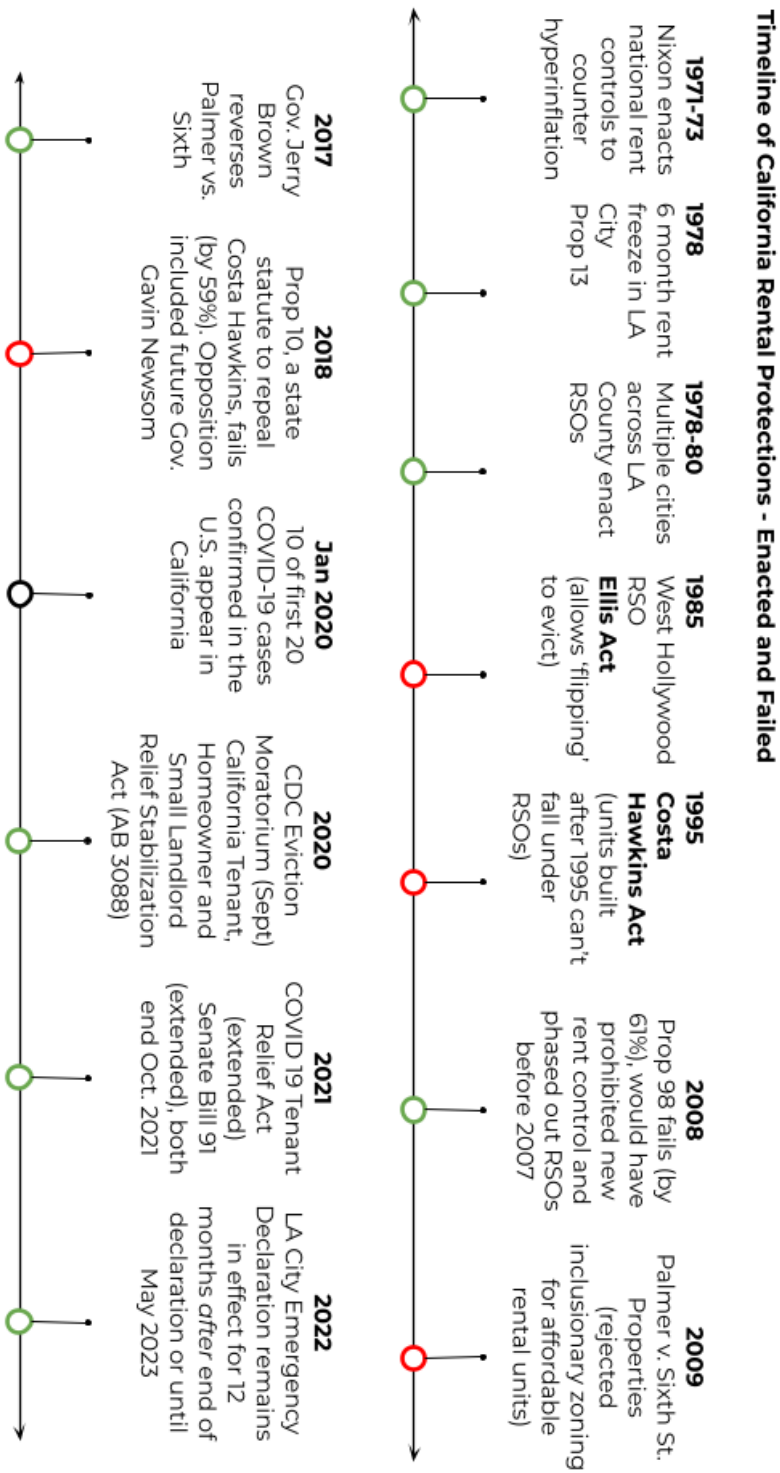 Timeline of California Rental Protections - Enacted and Failed
1971-73
Nixon enacts
national rent
controls to
counter
hyperinflation
1978
6 month rent
freeze in LA
City
Prop 13
1978-80
Multiple cities
across LA
County enact
RSOs
1985
West Hollywood
RSO
Ellis Act
(allows ‘flipping’
to evict)
1995
Costa
Hawkins Act
(units built
after 1995 can't
fall under
RSOs)
2008
Prop 98 fails (by
61%), would have
prohibited new
rent control and
phased out RSOs
before 2007
2009
Palmer v. Sixth St.
Properties
(rejected
inclusionary zoning
for affordable
rental units)
2017
Gov. Jerry
Brown
reverses
Palmer vs.
Sixth
2018
Prop 10, a state
statute to repeal
Costa Hawkins, fails
(by 59%). Opposition
included future Gov.
Gavin Newsom
Jan 2020
10 of first 20
COVID-19 cases
confirmed in the
U.S. appear in
California
2020
CDC Eviction
Moratorium (Sept)
California Tenant,
Homeowner and
Small Landlord
Relief Stabilization
Act (AB 3088)
2021
COVID 19 Tenant
Relief Act
(extended)
Senate Bill 91
(extended), both
end Oct. 2021
2022
LA City Emergency
Declaration remains
in effect for 12
months after end of
declaration or until
May 2023